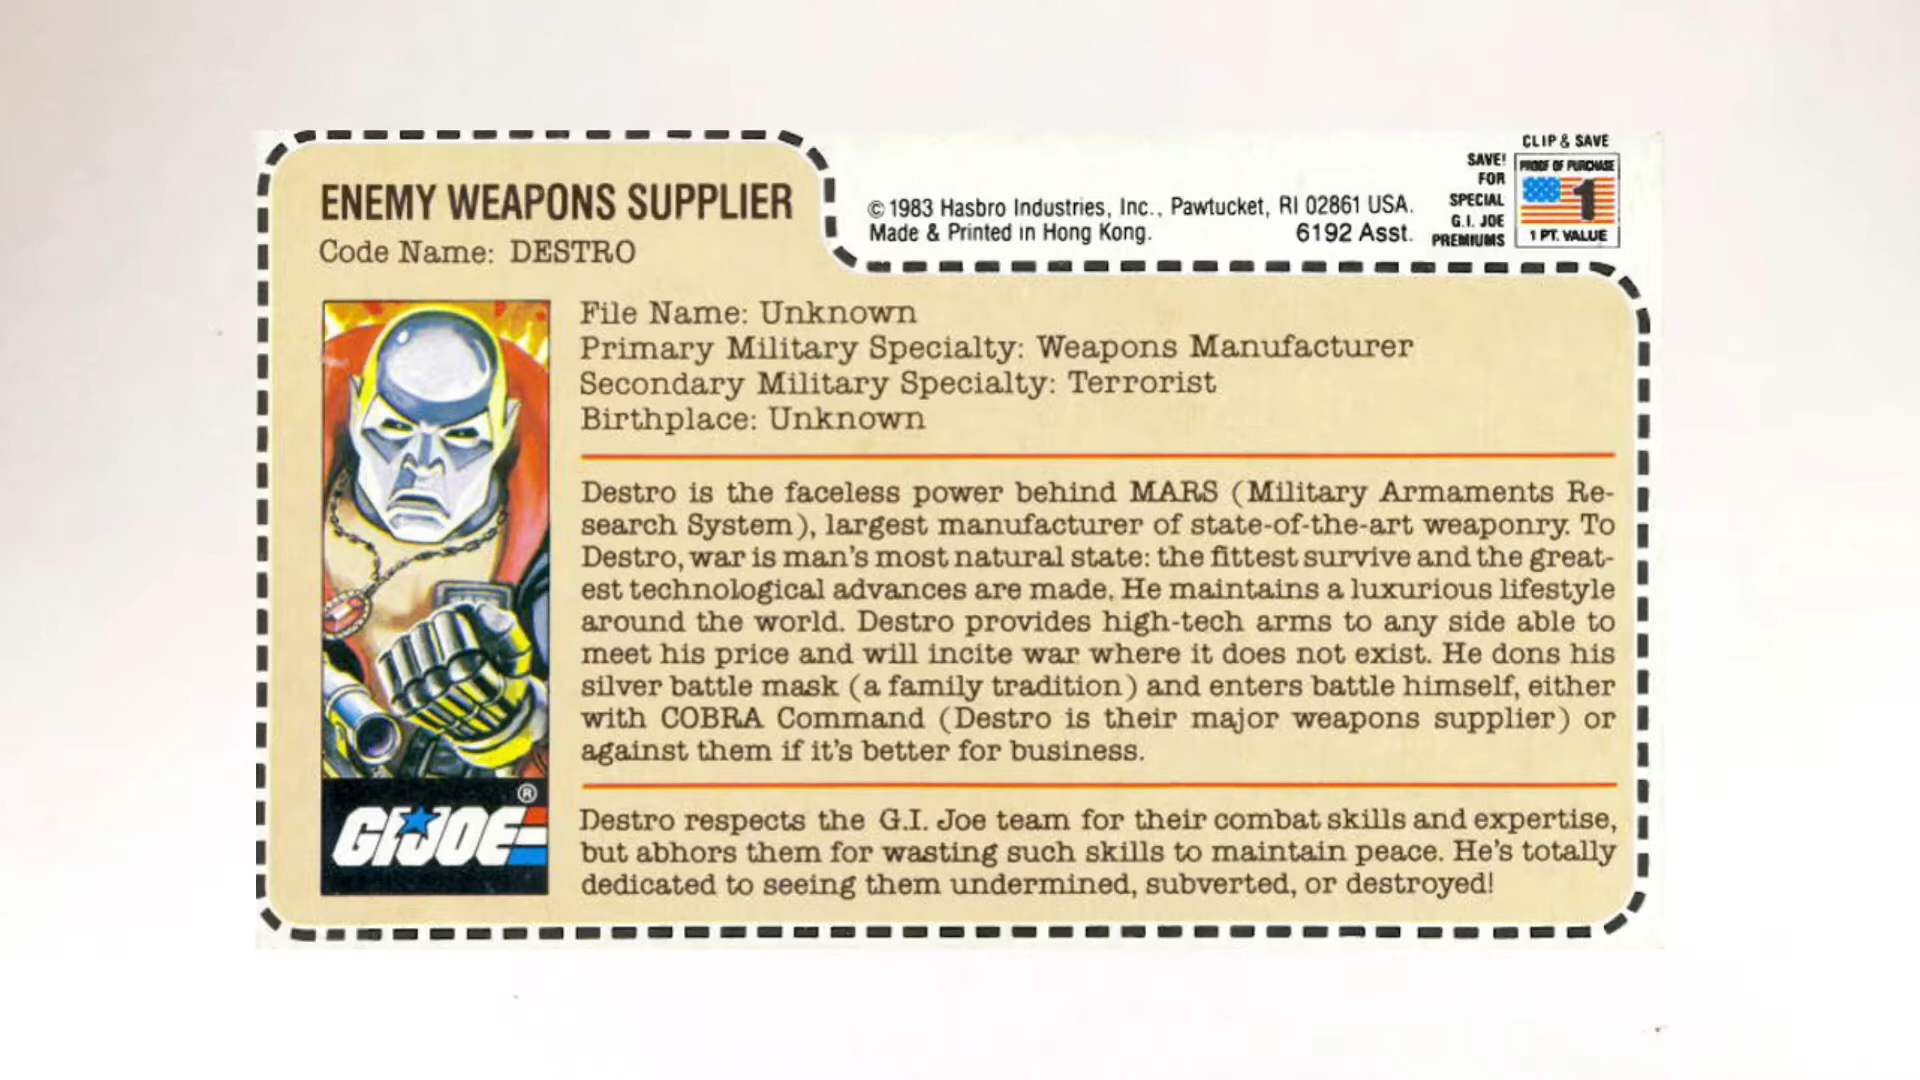 ENEMY WEAPONS SUPPLIER
Code Name: DESTRO
© 1983 Hasbro Industries, Inc., Pawtucket, RI 02861 USA.
Made & Printed in Hong Kong. 6192 Asst.
CLIP & SAVE
SAVE!
FOR
SPECIAL
G.I. JOE
PREMIUMS
PROOF OF PURCHASE
1
1 PT. VALUE
File Name: Unknown
Primary Military Specialty: Weapons Manufacturer
Secondary Military Specialty: Terrorist
Birthplace: Unknown
Destro is the faceless power behind MARS (Military Armaments Re-
search System), largest manufacturer of state-of-the-art weaponry. To
Destro, war is man's most natural state: the fittest survive and the great-
est technological advances are made. He maintains a luxurious lifestyle
around the world. Destro provides high-tech arms to any side able to
meet his price and will incite war where it does not exist. He dons his
silver battle mask (a family tradition) and enters battle himself, either
with COBRA Command (Destro is their major weapons supplier) or
against them if it's better for business.
Destro respects the G.I. Joe team for their combat skills and expertise,
but abhors them for wasting such skills to maintain peace. He's totally
dedicated to seeing them undermined, subverted, or destroyed!
GI JOE®